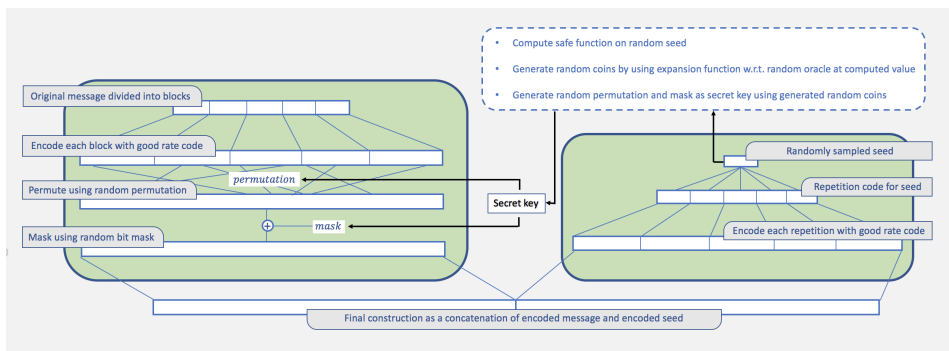 • Compute safe function on random seed
• Generate random coins by using expansion function w.r.t. random oracle at computed value
• Generate random permutation and mask as secret key using generated random coins
Original message divided into blocks
Encode each block with good rate code
permutation
Permute using random permutation
mask
Mask using random bit mask
Secret key
Randomly sampled seed
Repetition code for seed
Encode each repetition with good rate code
Final construction as a concatenation of encoded message and encoded seed